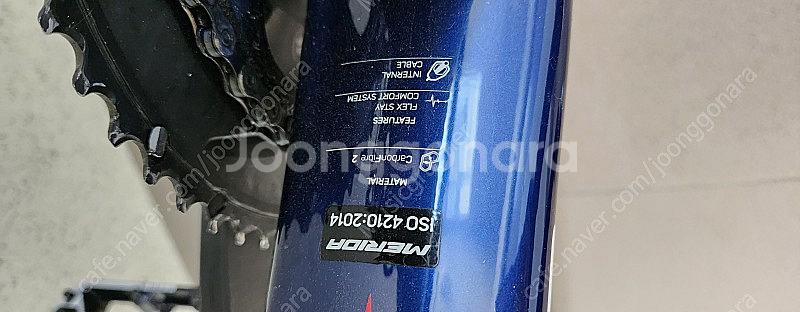 MERIDA
ISO 4210:2014
MATERIAL
CarbonFibre 2
FEATURES
FLEX STAY
COMFORT SYSTEM
INTERNAL
CABLE
Joonggonara
cafe.naver.com/joonggonara
cafe.naver.com/joonggonara